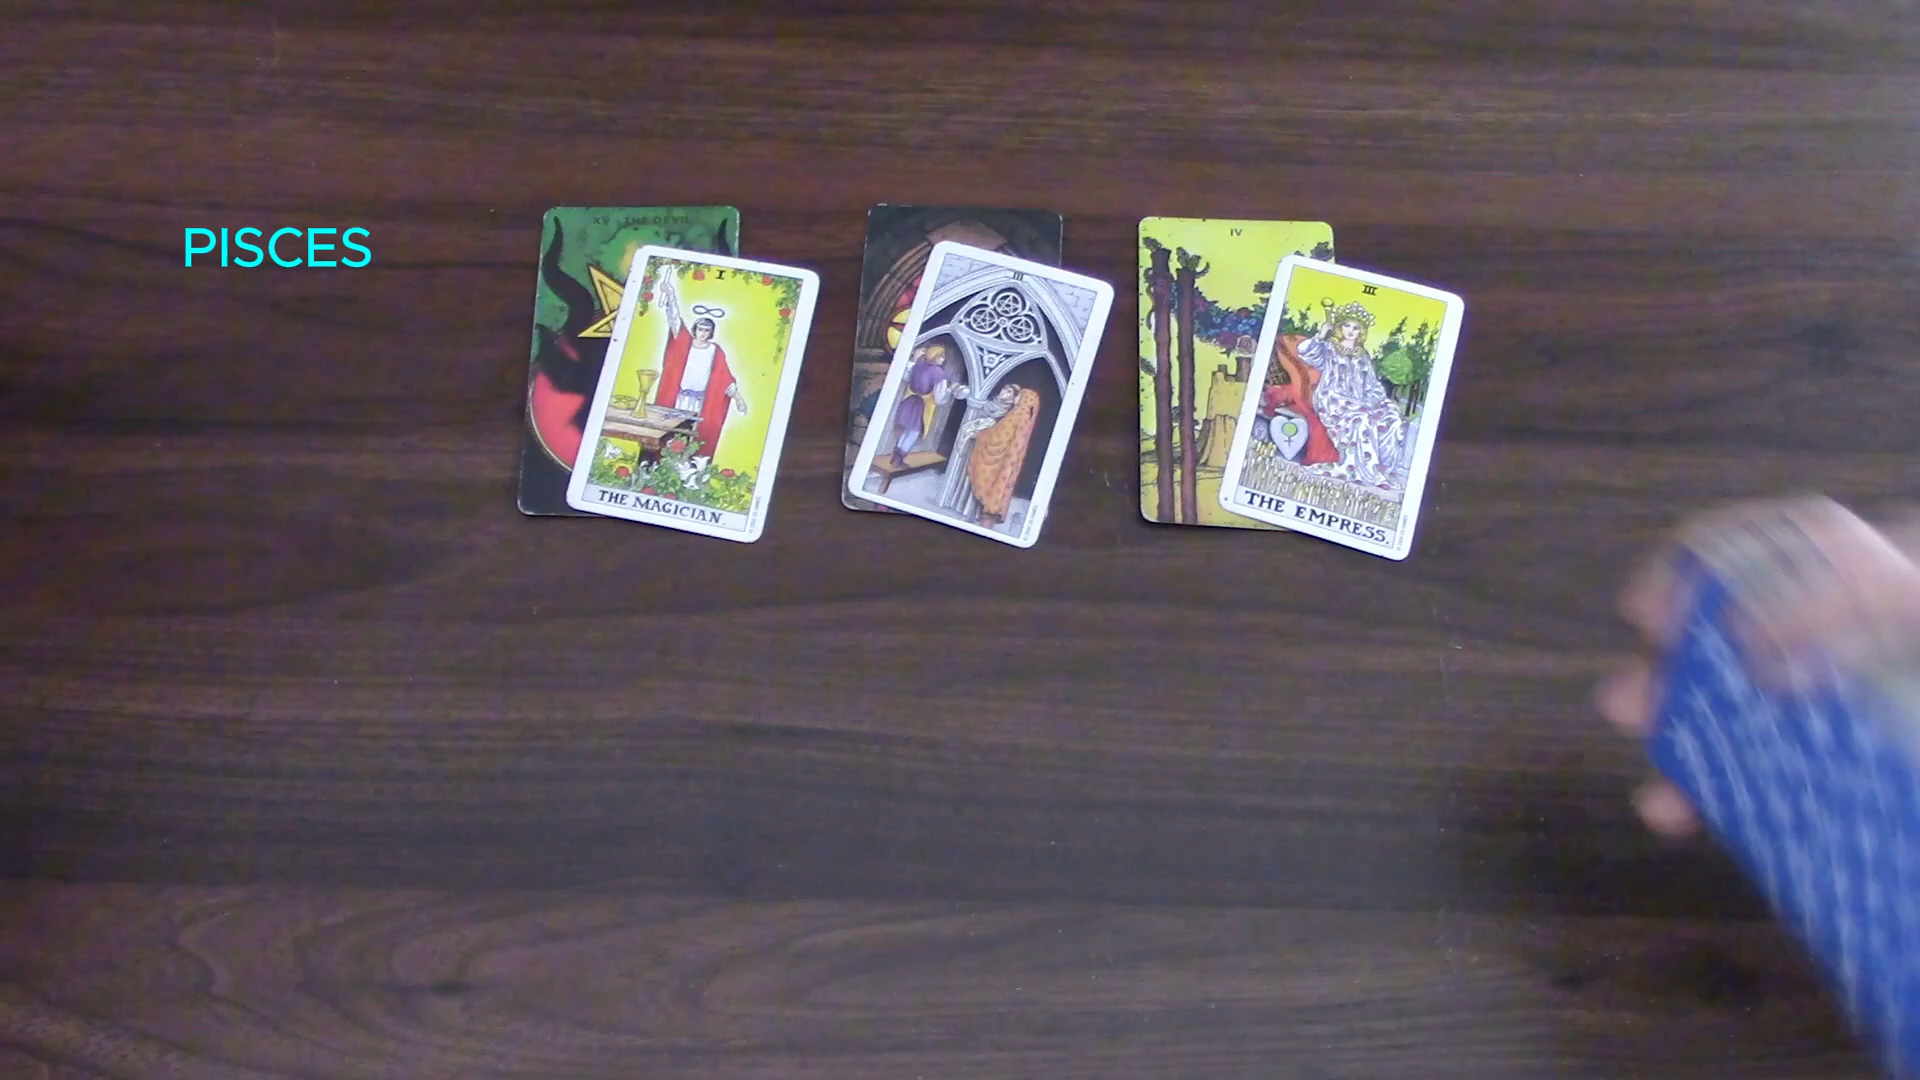 PISCES
XV - THE DEVIL
I
THE MAGICIAN.
III
IV
III
THE EMPRESS.